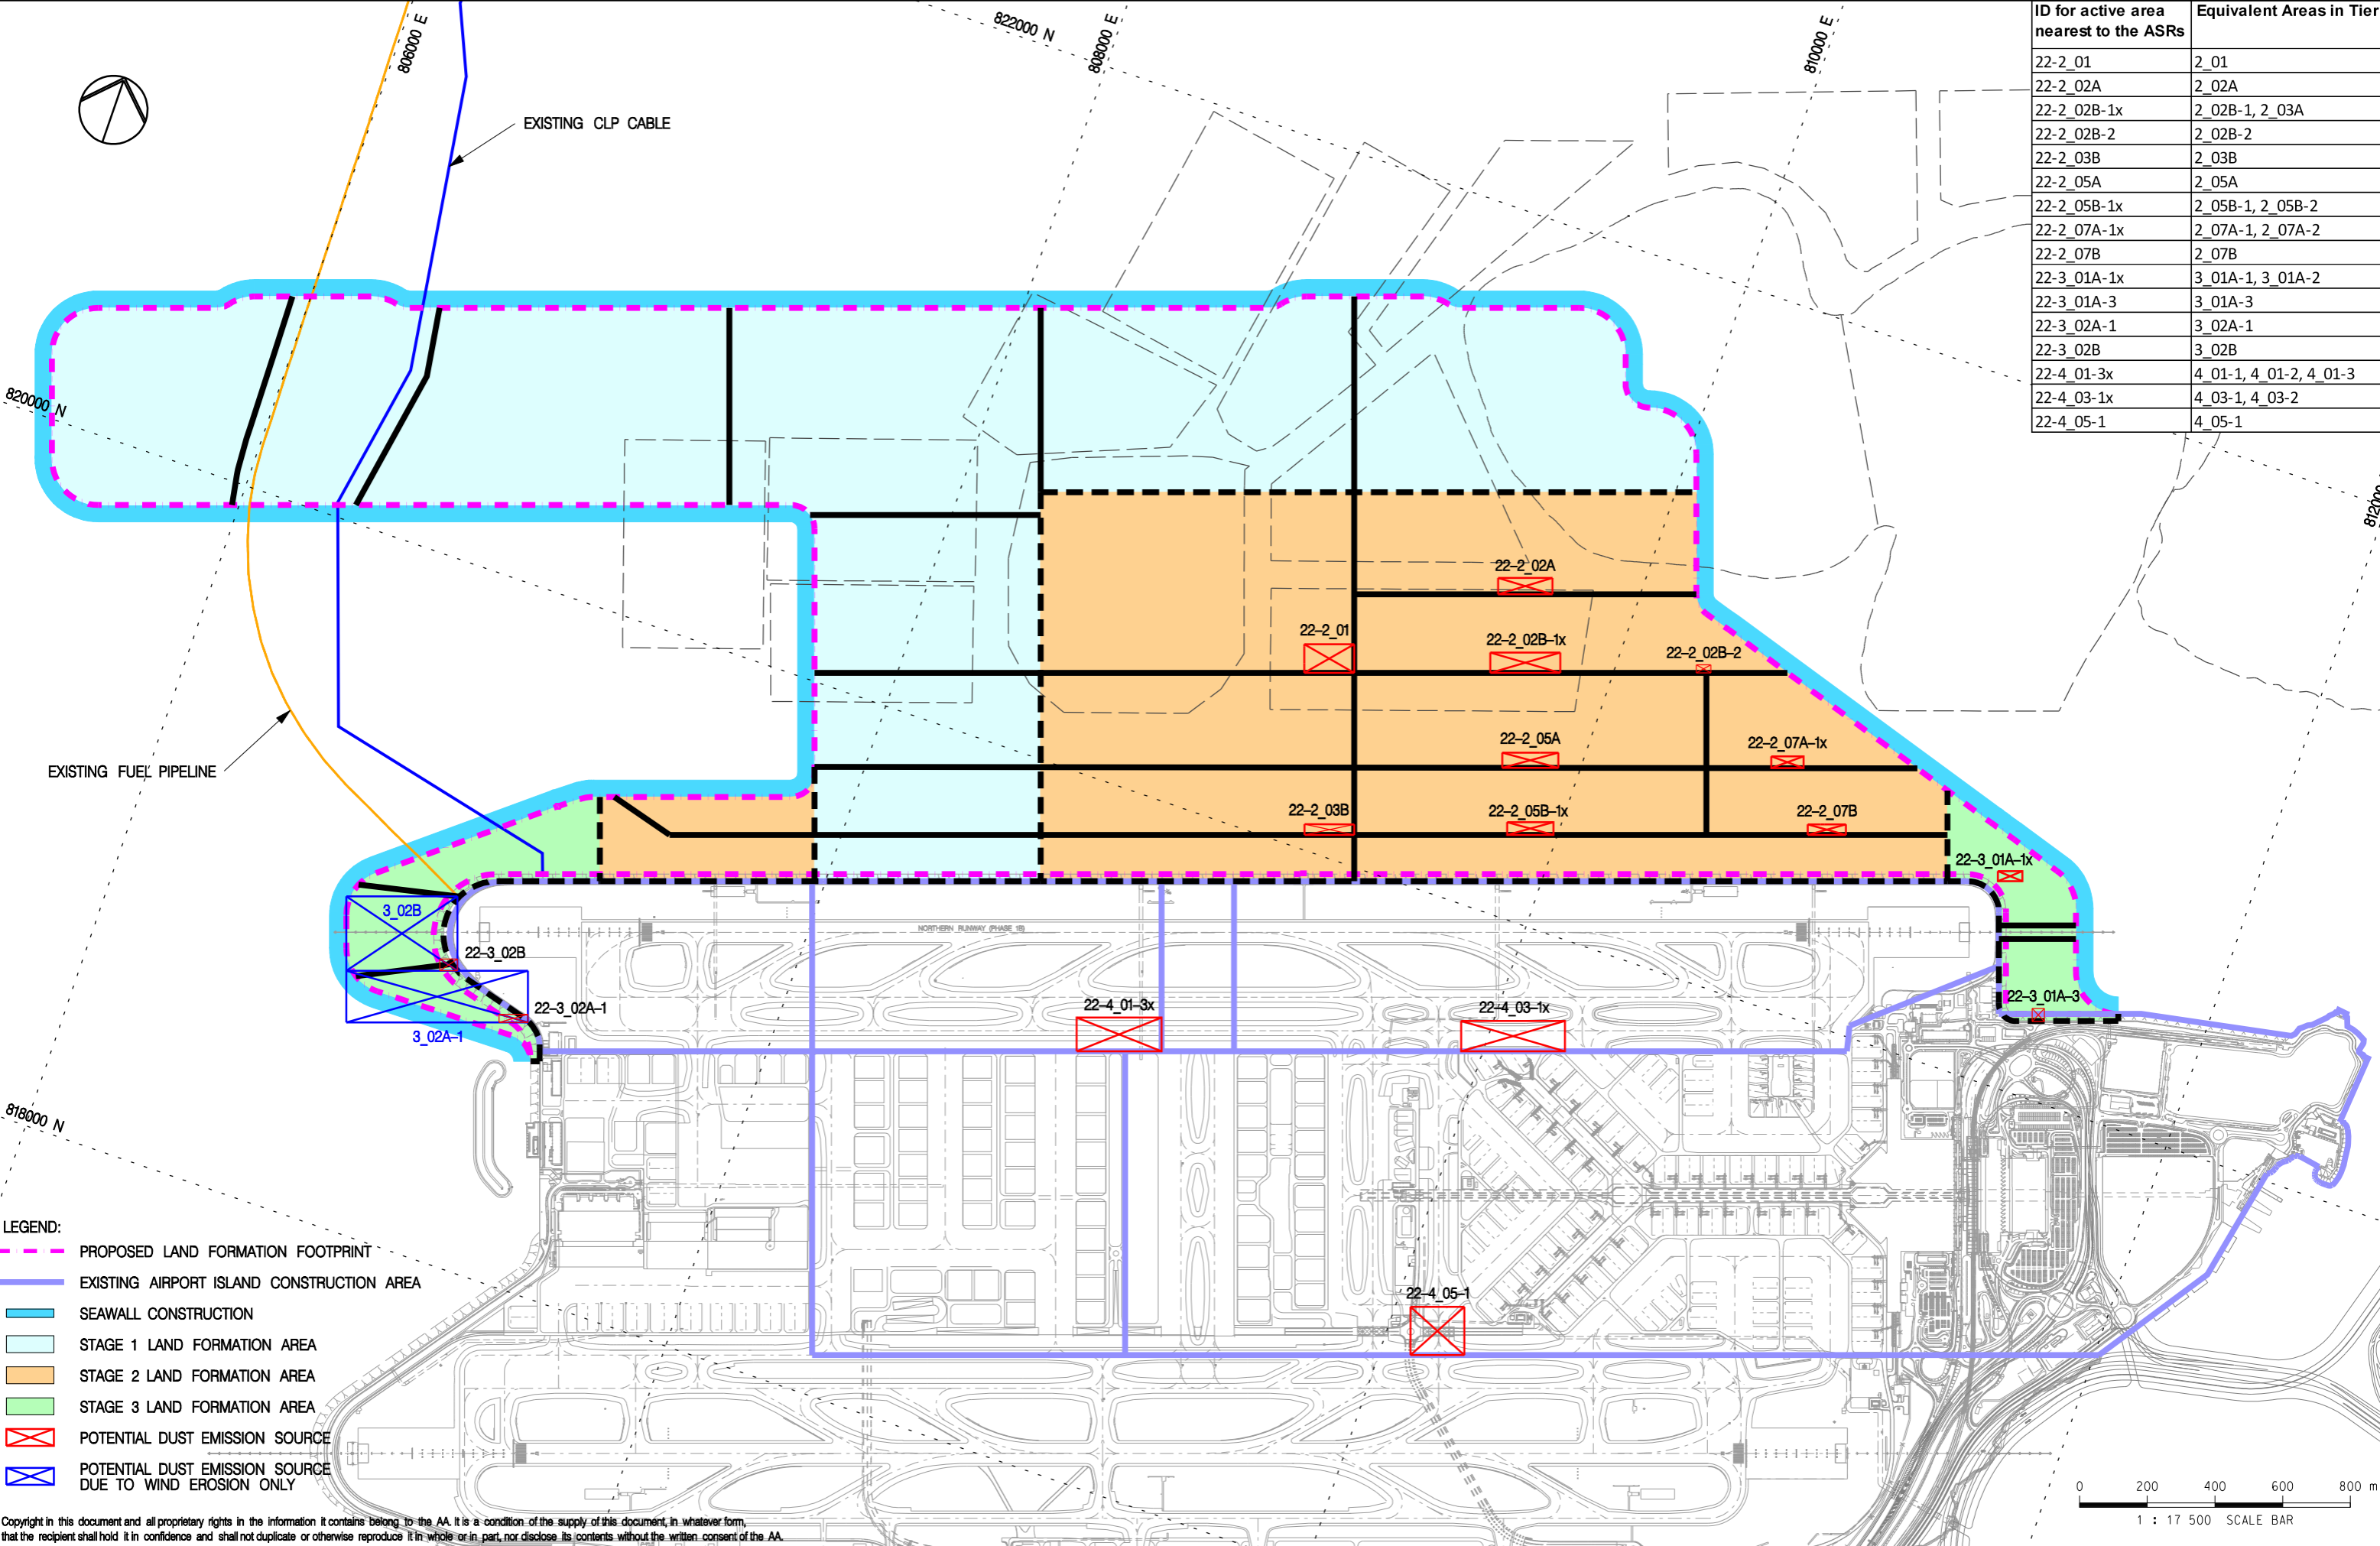 822000 N
806000 E
808000 E
810000 E
ID for active area nearest to the ASRs | Equivalent Areas in Tier
22-2_01 | 2_01
22-2_02A | 2_02A
22-2_02B-1x | 2_02B-1, 2_03A
22-2_02B-2 | 2_02B-2
22-2_03B | 2_03B
22-2_05A | 2_05A
22-2_05B-1x | 2_05B-1, 2_05B-2
22-2_07A-1x | 2_07A-1, 2_07A-2
22-2_07B | 2_07B
22-3_01A-1x | 3_01A-1, 3_01A-2
22-3_01A-3 | 3_01A-3
22-3_02A-1 | 3_02A-1
22-3_02B | 3_02B
22-4_01-3x | 4_01-1, 4_01-2, 4_01-3
22-4_03-1x | 4_03-1, 4_03-2
22-4_05-1 | 4_05-1
EXISTING CLP CABLE
820000 N
812000
22-2_02A
22-2_01
22-2_02B-1x
22-2_02B-2
22-2_05A
22-2_07A-1x
EXISTING FUEL PIPELINE
22-2_03B
22-2_05B-1x
22-2_07B
22-3_01A-1x
3_02B
NORTHERN RUNWAY (PHASE 1B)
22-3_02B
22-3_01A-3
22-3_02A-1
22-4_01-3x
22-4_03-1x
3_02A-1
818000 N
22-4_05-1
LEGEND:
PROPOSED LAND FORMATION FOOTPRINT
EXISTING AIRPORT ISLAND CONSTRUCTION AREA
SEAWALL CONSTRUCTION
STAGE 1 LAND FORMATION AREA
STAGE 2 LAND FORMATION AREA
STAGE 3 LAND FORMATION AREA
POTENTIAL DUST EMISSION SOURCE
POTENTIAL DUST EMISSION SOURCE
DUE TO WIND EROSION ONLY
0 200 400 600 800 m
1 : 17 500 SCALE BAR
Copyright in this document and all proprietary rights in the information it contains belong to the AA. It is a condition of the supply of this document, in whatever form,
that the recipient shall hold it in confidence and shall not duplicate or otherwise reproduce it in whole or in part, nor disclose its contents without the written consent of the AA.